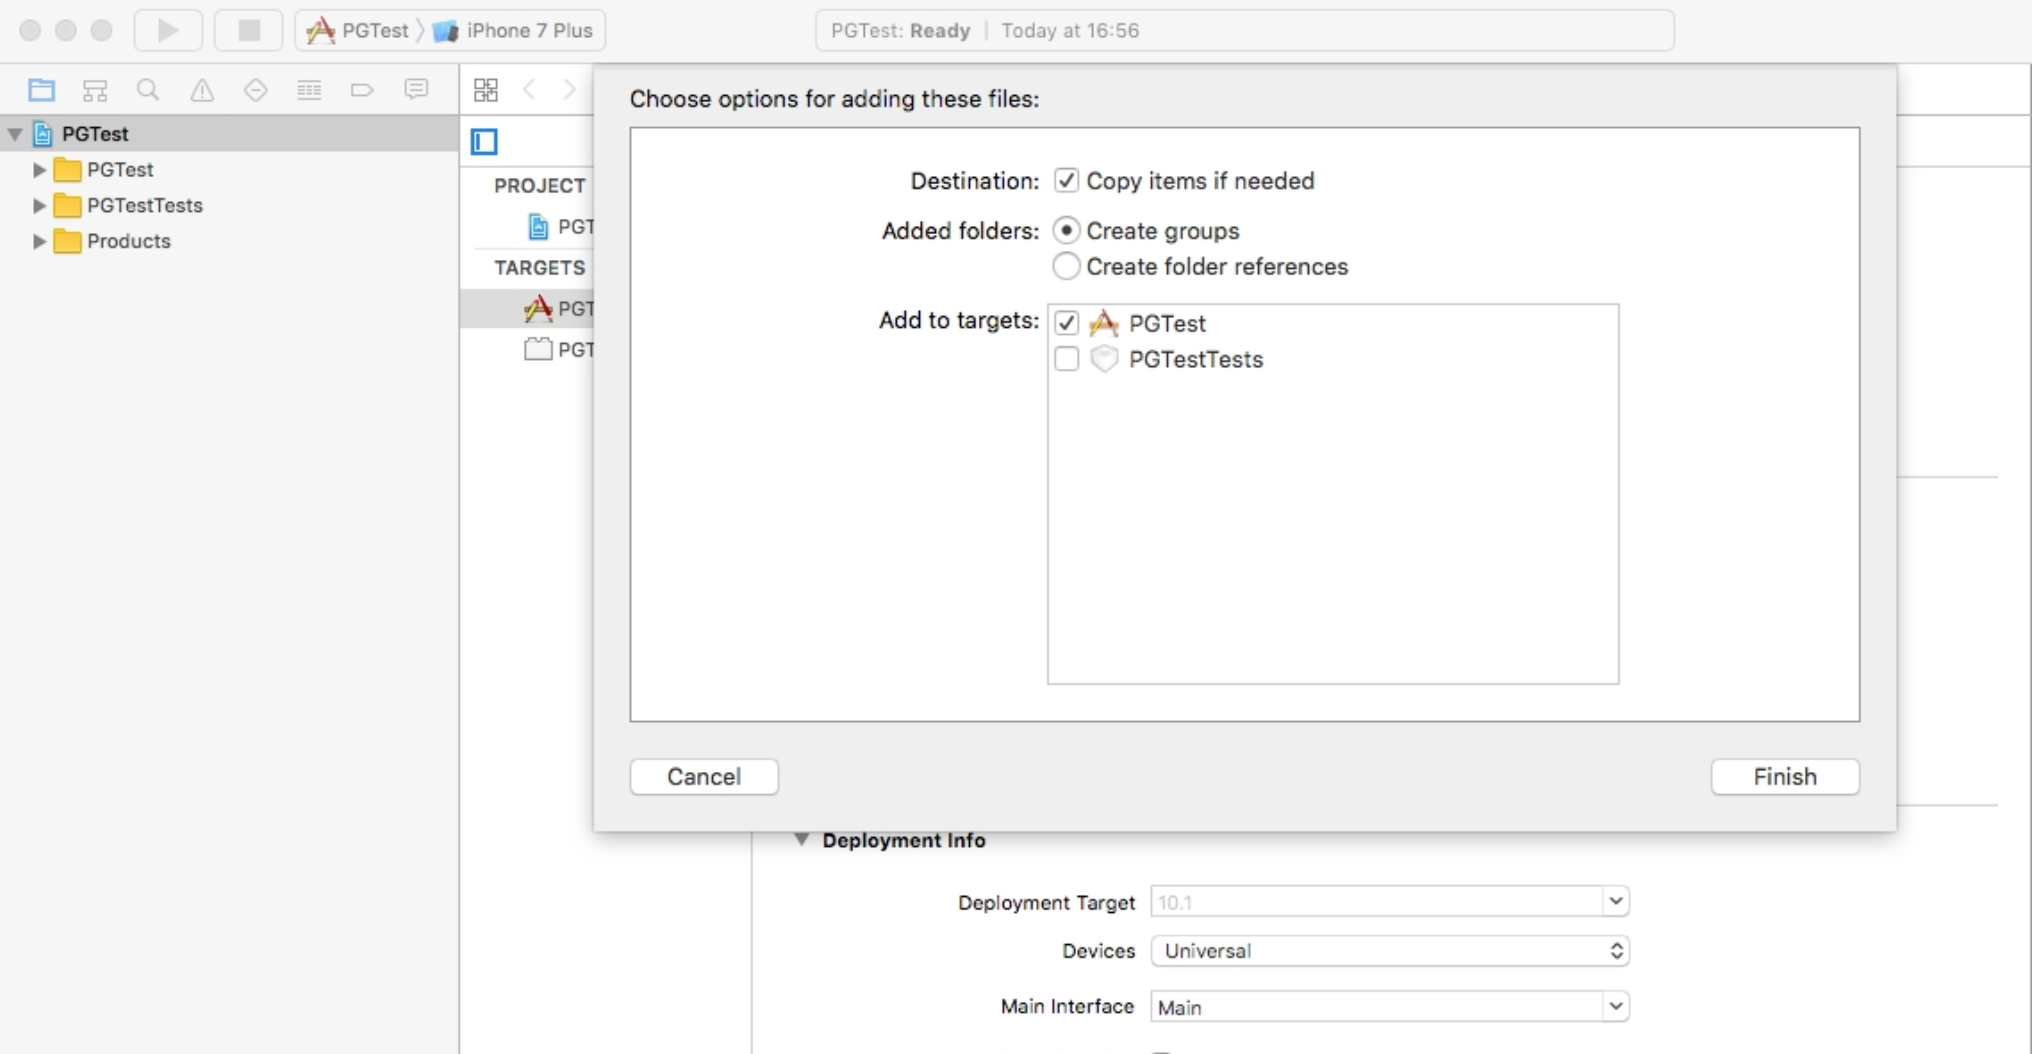 PGTest iPhone 7 Plus
PGTest: Ready | Today at 16:56
PGTest
PGTest
PGTestTests
Products
PROJECT
PGT
TARGETS
PGT
PGT
Choose options for adding these files:
Destination: Copy items if needed
Added folders: Create groups
Create folder references
Add to targets: PGTest
PGTestTests
Cancel
Finish
Deployment Info
Deployment Target 10.1
Devices Universal
Main Interface Main